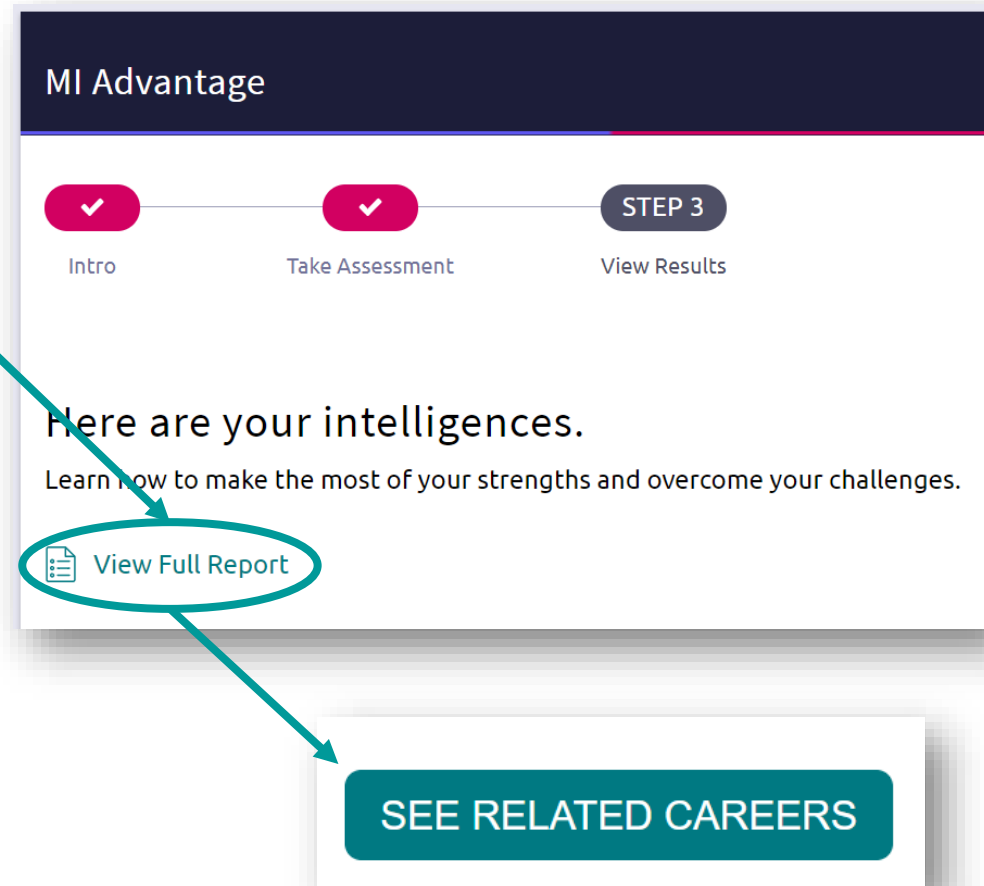 MI Advantage
STEP 3
Intro Take Assessment View Results
Here are your intelligences.
Learn how to make the most of your strengths and overcome your challenges.
View Full Report
SEE RELATED CAREERS